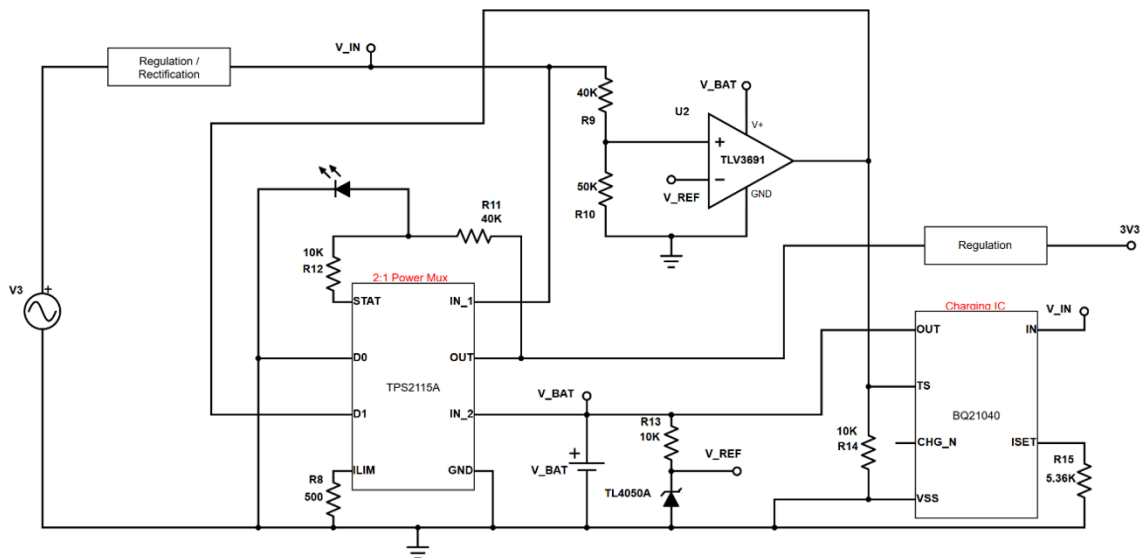 Regulation /
Rectification
V_IN
40K
R9
U2
V_BAT
V+
+
TLV3691
−
V_REF
GND
50K
R10
R11
40K
10K
R12
2:1 Power Mux
STAT
IN_1
D0
OUT
TPS2115A
D1
IN_2
ILIM
GND
R8
500
V3
+
V_BAT
+
V_BAT
R13
10K
V_REF
TL4050A
Regulation
3V3
Charging IC
V_IN
OUT
IN
TS
BQ21040
CHG_N
ISET
VSS
10K
R14
R15
5.36K